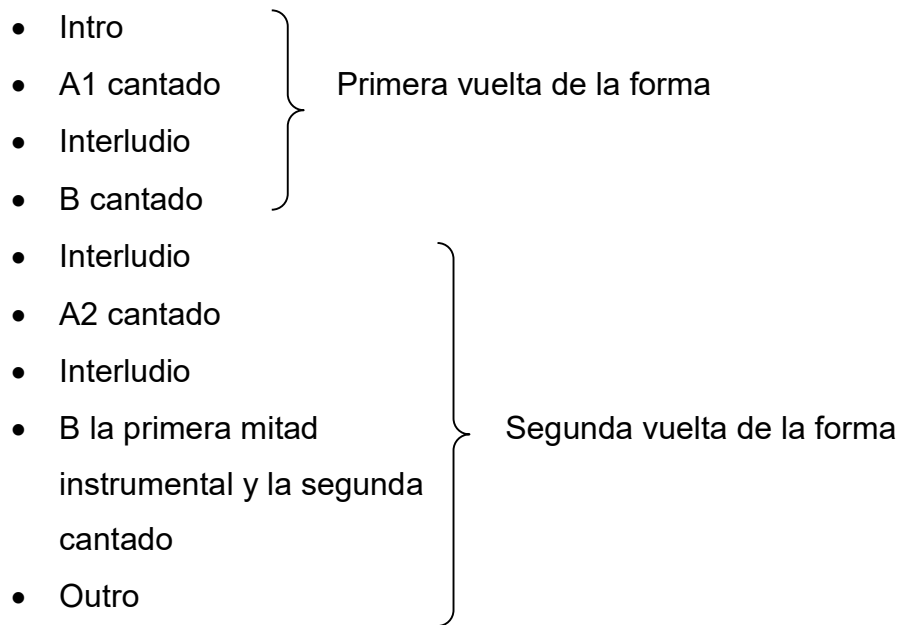 • Intro
• A1 cantado Primera vuelta de la forma
• Interludio
• B cantado
• Interludio
• A2 cantado
• Interludio
• B la primera mitad Segunda vuelta de la forma
instrumental y la segunda
cantado
• Outro